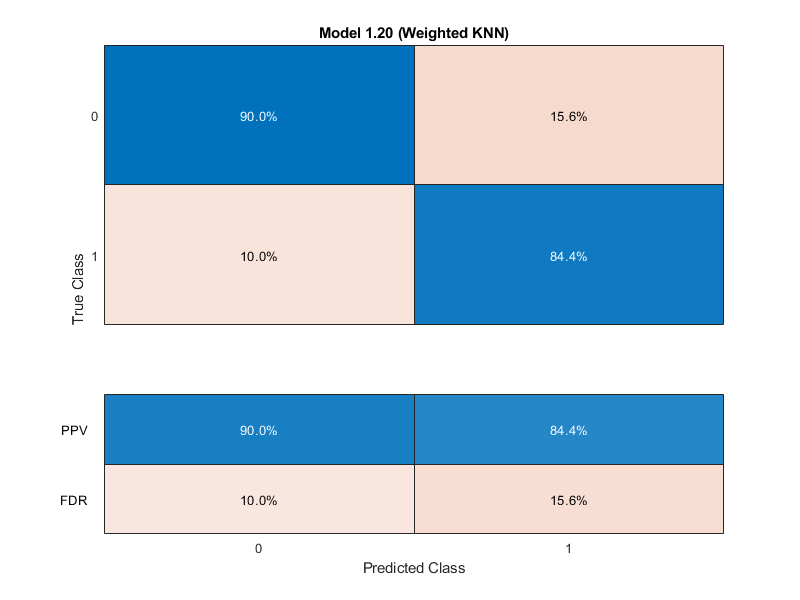 Model 1.20 (Weighted KNN)
0 90.0% 15.6%
1 10.0% 84.4%
True Class
PPV 90.0% 84.4%
FDR 10.0% 15.6%
0 1
Predicted Class